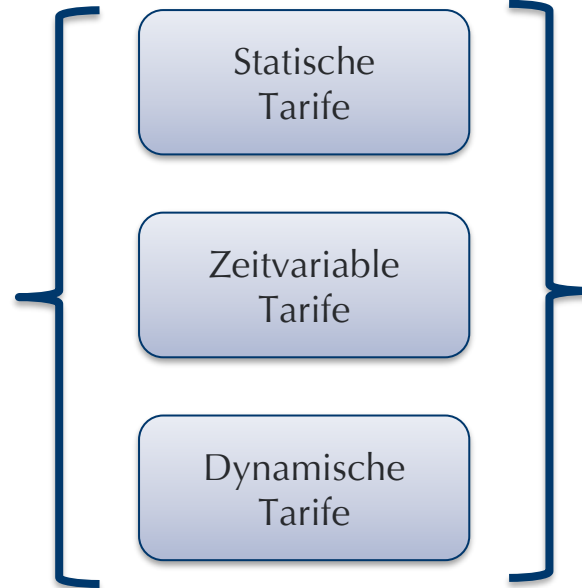 Statische
Tarife
Zeitvariable
Tarife
Dynamische
Tarife